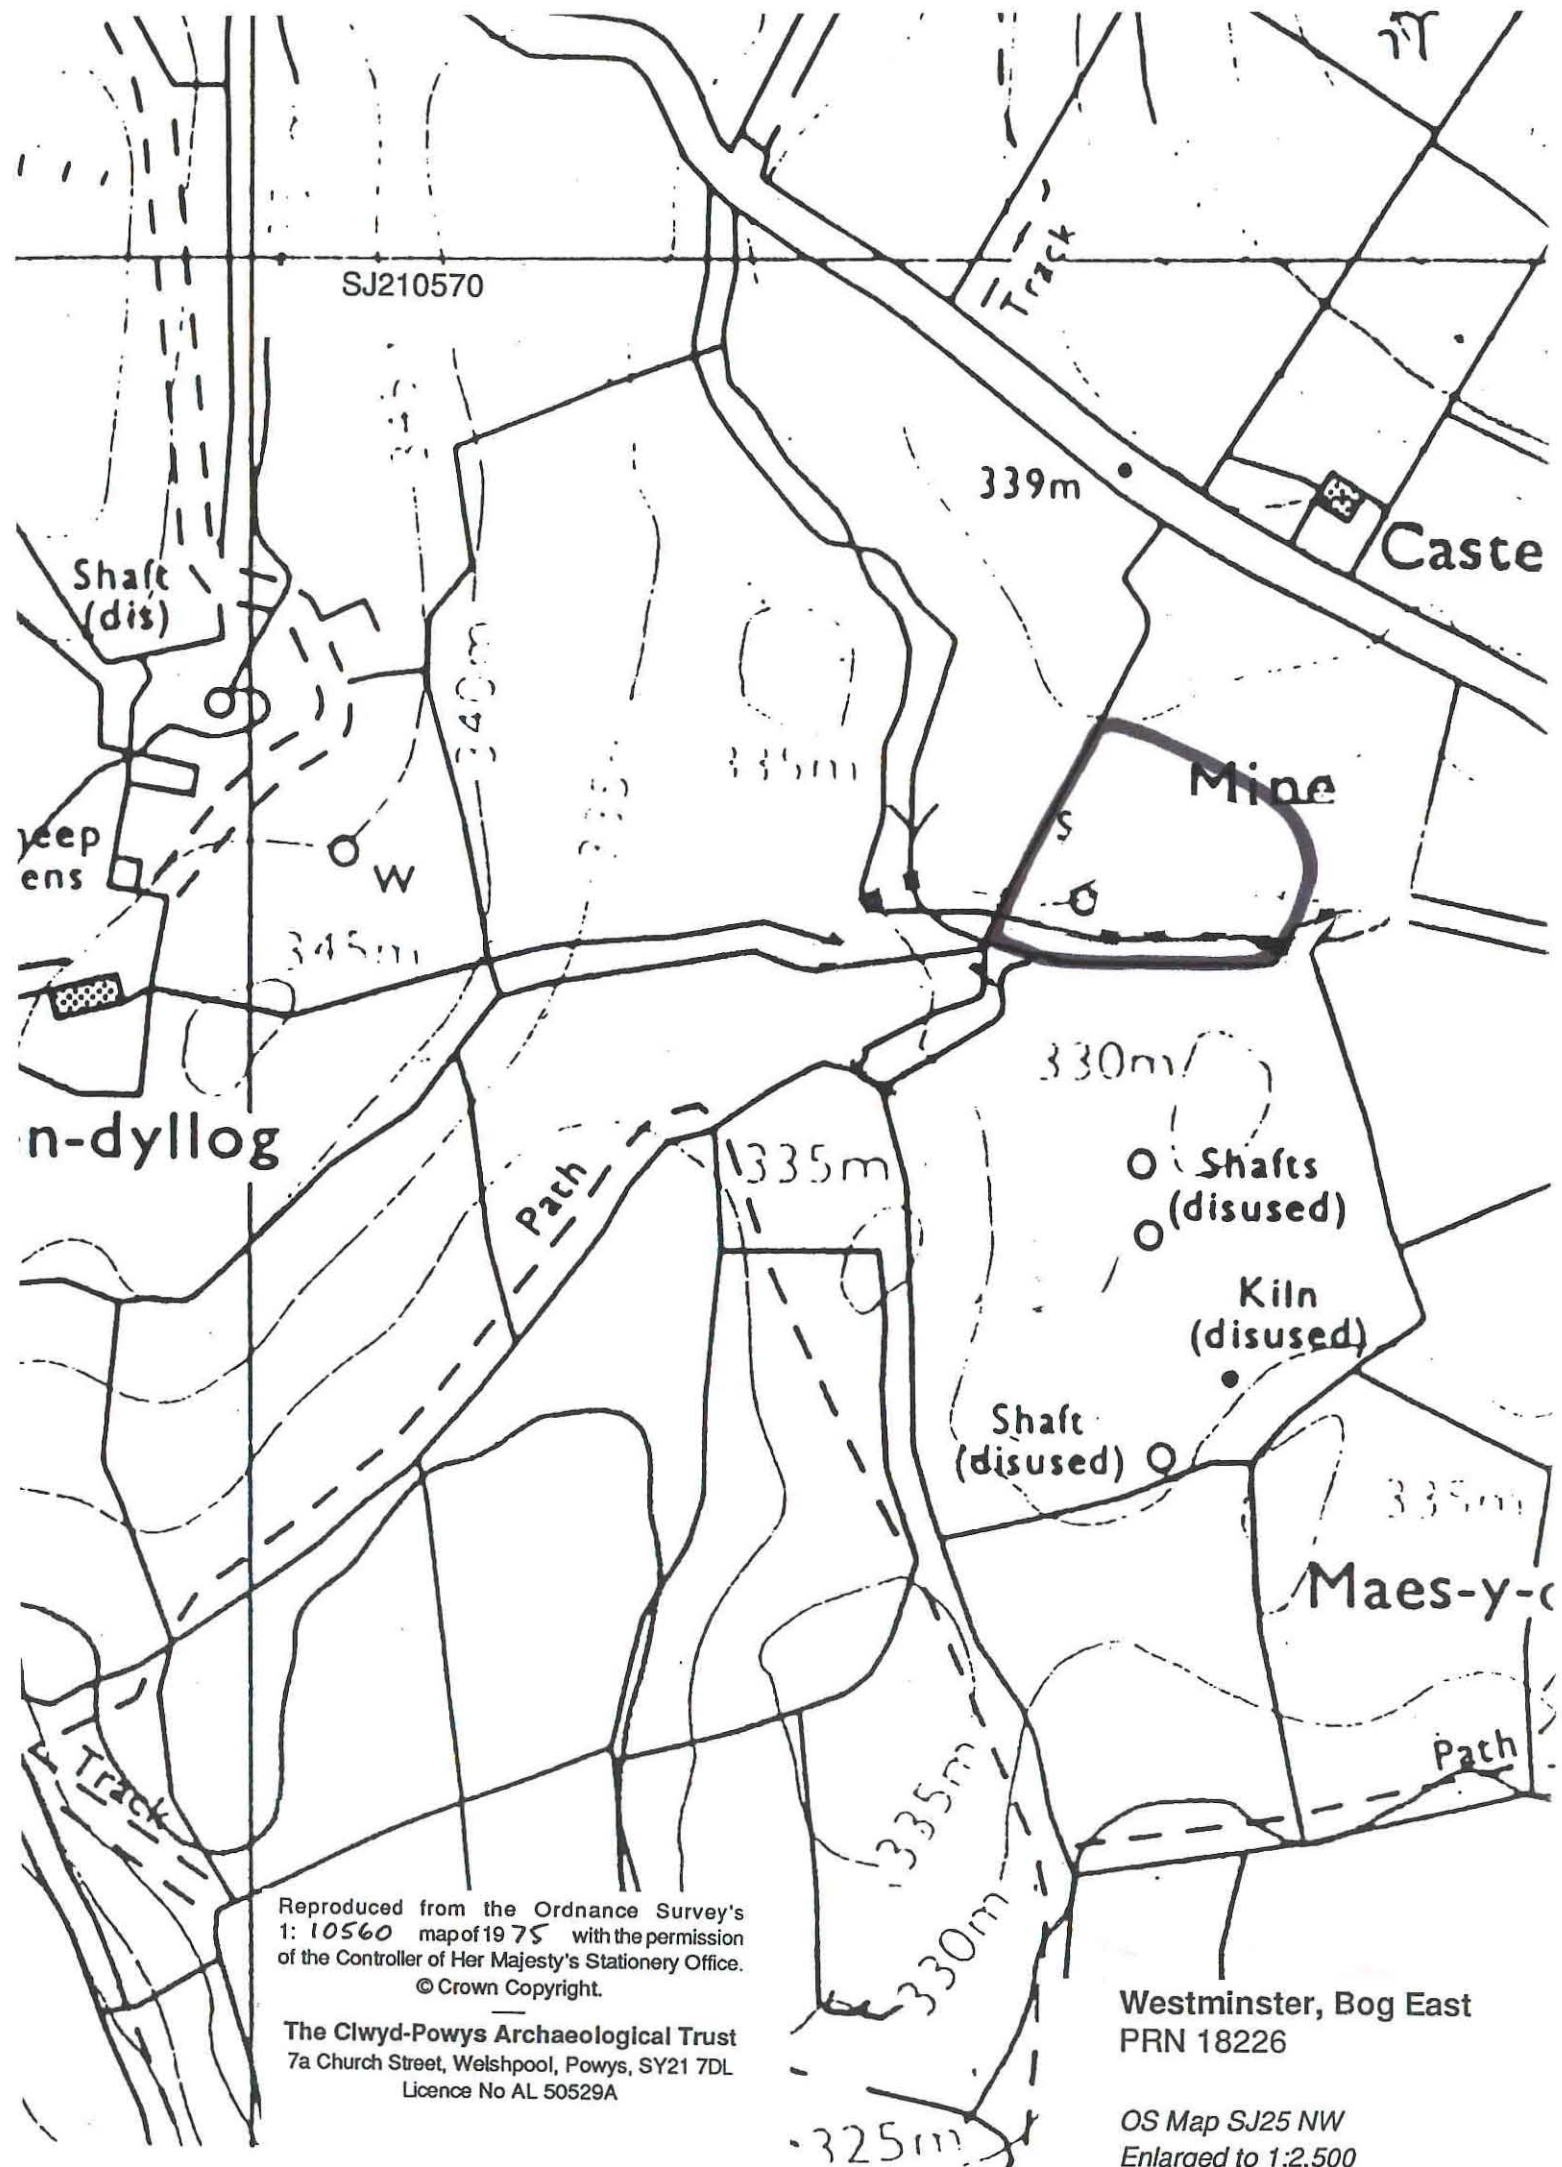 SJ210570
Track
339m
Caste
Shaft
(dis)
340m
335m
Mine
S
eep
ens
W
345m
330m
n-dyllog
Path
335m
Shafts
(disused)
Kiln
(disused)
Shaft
(disused)
335m
Maes-y-c
Track
Path
335m
330m
325m
Reproduced from the Ordnance Survey's
1: 10560 map of 1975 with the permission
of the Controller of Her Majesty's Stationery Office.
© Crown Copyright.
The Clwyd-Powys Archaeological Trust
7a Church Street, Welshpool, Powys, SY21 7DL
Licence No AL 50529A
Westminster, Bog East
PRN 18226
OS Map SJ25 NW
Enlarged to 1:2,500